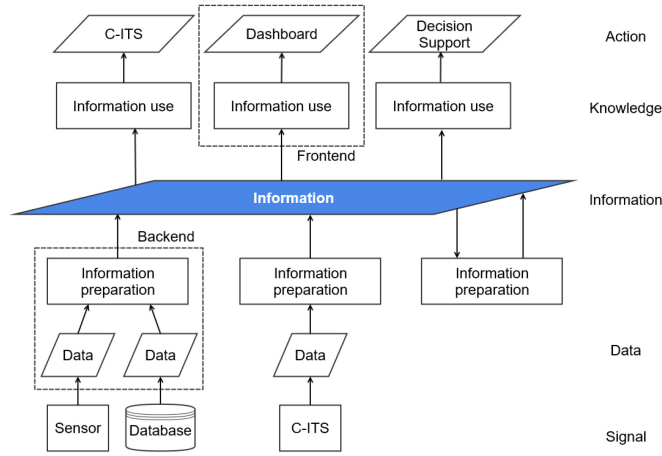 C-ITS
Dashboard
Decision
Support
Action
Information use
Information use
Information use
Knowledge
Frontend
Information
Information
Backend
Information
preparation
Information
preparation
Information
preparation
Data
Data
Data
Data
Sensor
Database
C-ITS
Signal